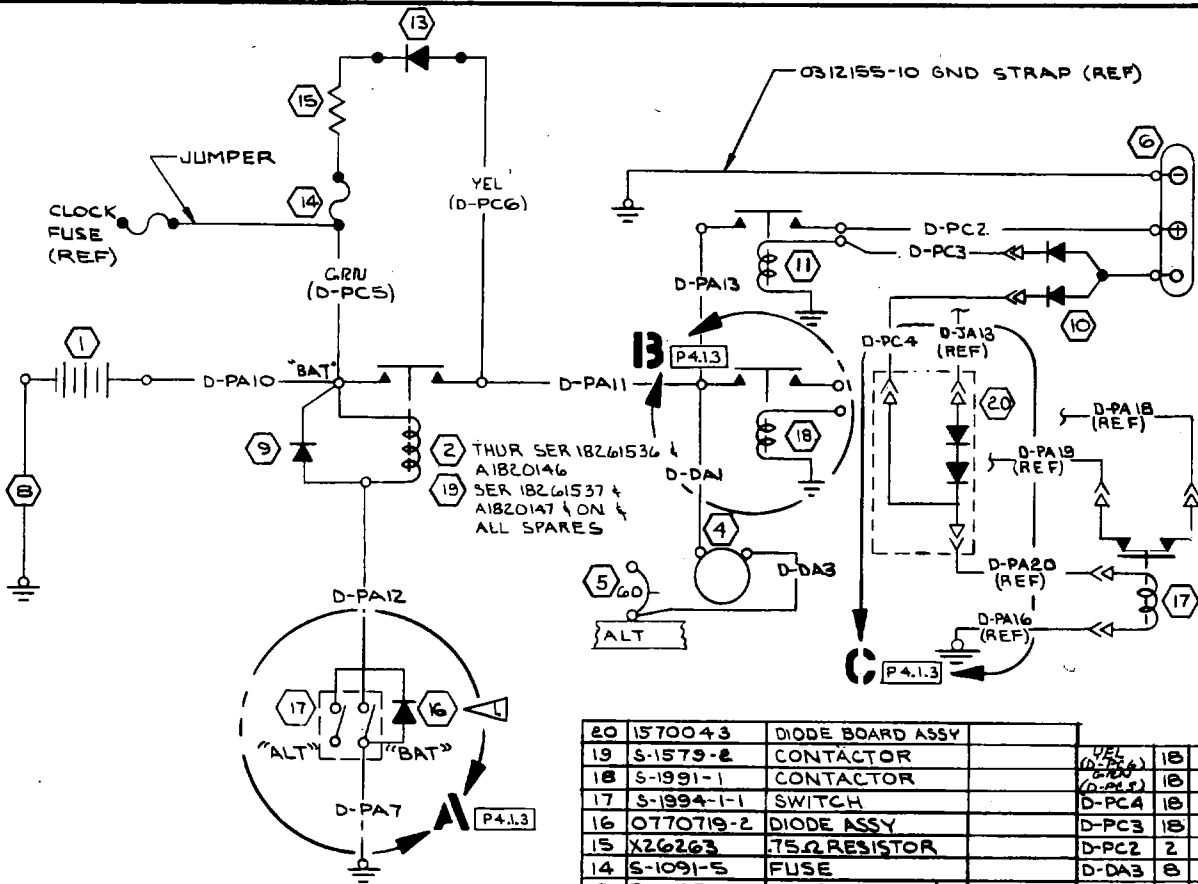 13
0312155-10 GND STRAP (REF)
15
6
JUMPER
YEL
(D-PC6)
CLOCK
FUSE
(REF)
14
D-PC2
11
D-PC3
GRN
(D-PC5)
D-PA13
10
1
B P4.1.3
D-PC4
D-JA13
(REF)
"BAT"
D-PA10
D-PA11
20
D-PA18
(REF)
9
2 THUR SER 18261536 &
A1820146
18
D-PA19
(REF)
19 SER 18261537 &
A1820147 & ON &
ALL SPARES
D-DA1
8
4
5
60
D-DA3
D-PA20
(REF)
17
D-PA12
ALT
D-PA16
(REF)
C P4.1.3
17
16
1
"ALT" "BAT"
D-PA7
A P4.1.3
20 1570043 DIODE BOARD ASSY
19 S-1579-2 CONTACTOR YEL (D-PC6) 18
18 S-1991-1 CONTACTOR GRN (D-PC5) 18
17 S-1994-1-1 SWITCH D-PC4 18
16 0770719-2 DIODE ASSY D-PC3 18
15 X26263 .75Ω RESISTOR D-PC2 2
14 S-1091-5 FUSE D-DA3 8